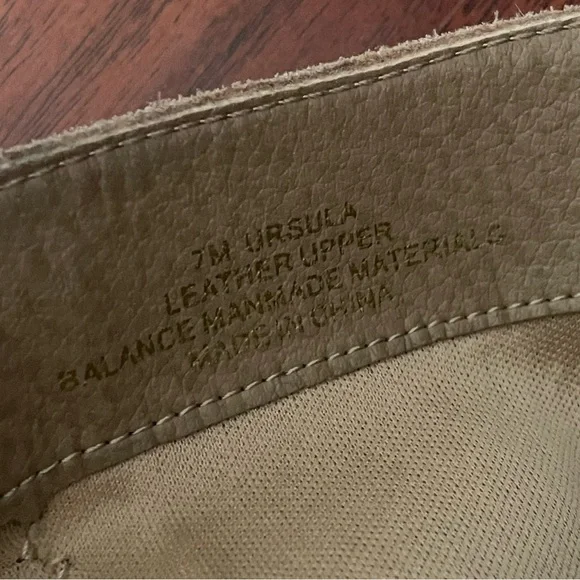 7M URSULA
LEATHER UPPER
BALANCE MANMADE MATERIALS
MADE IN CHINA